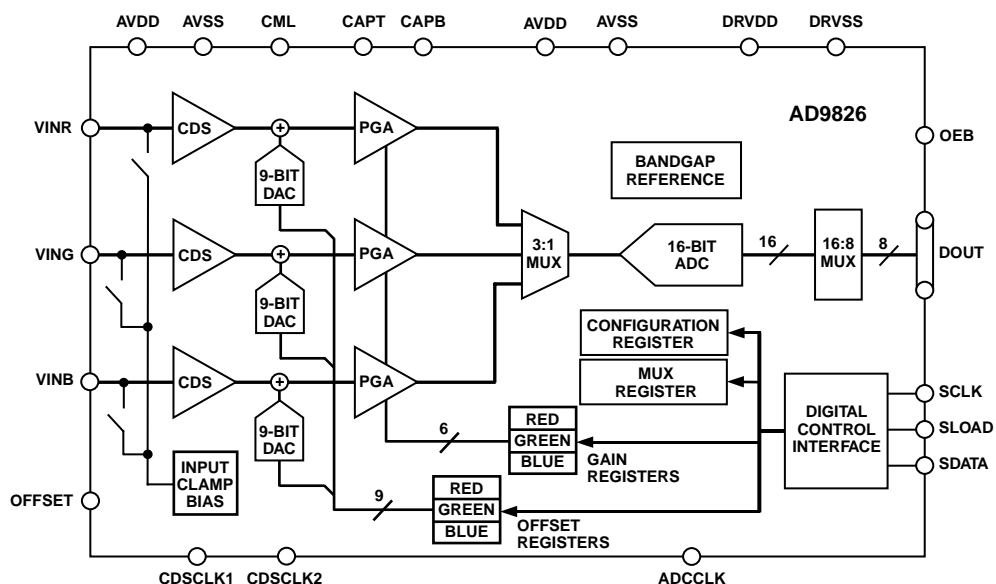 AVDD AVSS CML CAPT CAPB AVDD AVSS DRVDD DRVSS
AD9826
VINR
CDS
+
PGA
9-BIT
DAC
BANDGAP
REFERENCE
OEB
VING
CDS
+
PGA
9-BIT
DAC
3:1
MUX
16-BIT
ADC
16
16:8
MUX
8
DOUT
VINB
CDS
+
PGA
9-BIT
DAC
CONFIGURATION
REGISTER
MUX
REGISTER
DIGITAL
CONTROL
INTERFACE
SCLK
SLOAD
SDATA
6
RED
GREEN
BLUE
GAIN
REGISTERS
INPUT
CLAMP
BIAS
OFFSET
9
RED
GREEN
BLUE
OFFSET
REGISTERS
CDSCLK1 CDSCLK2 ADCCLK